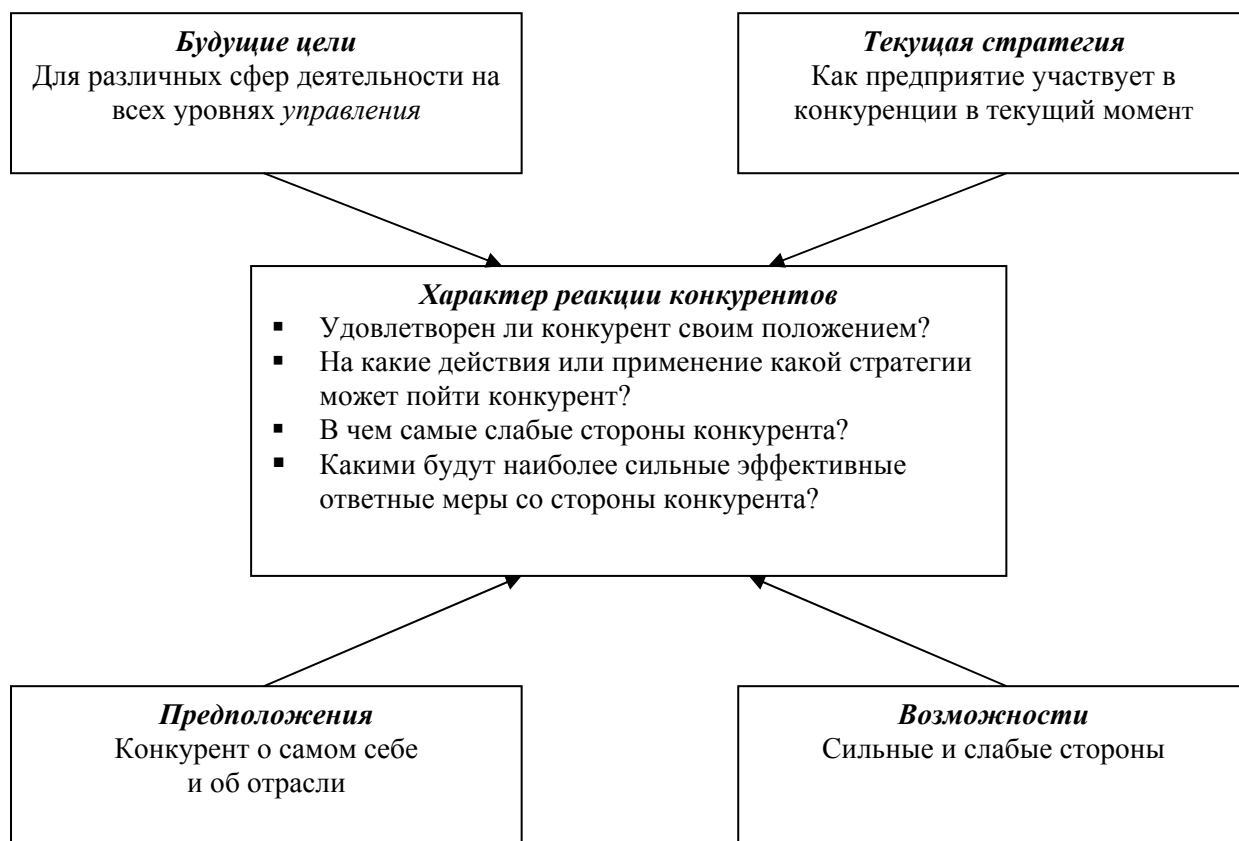 Будущие цели
Для различных сфер деятельности на
всех уровнях управления
Текущая стратегия
Как предприятие участвует в
конкуренции в текущий момент
Характер реакции конкурентов
▪ Удовлетворен ли конкурент своим положением?
▪ На какие действия или применение какой стратегии
может пойти конкурент?
▪ В чем самые слабые стороны конкурента?
▪ Какими будут наиболее сильные эффективные
ответные меры со стороны конкурента?
Предположения
Конкурент о самом себе
и об отрасли
Возможности
Сильные и слабые стороны